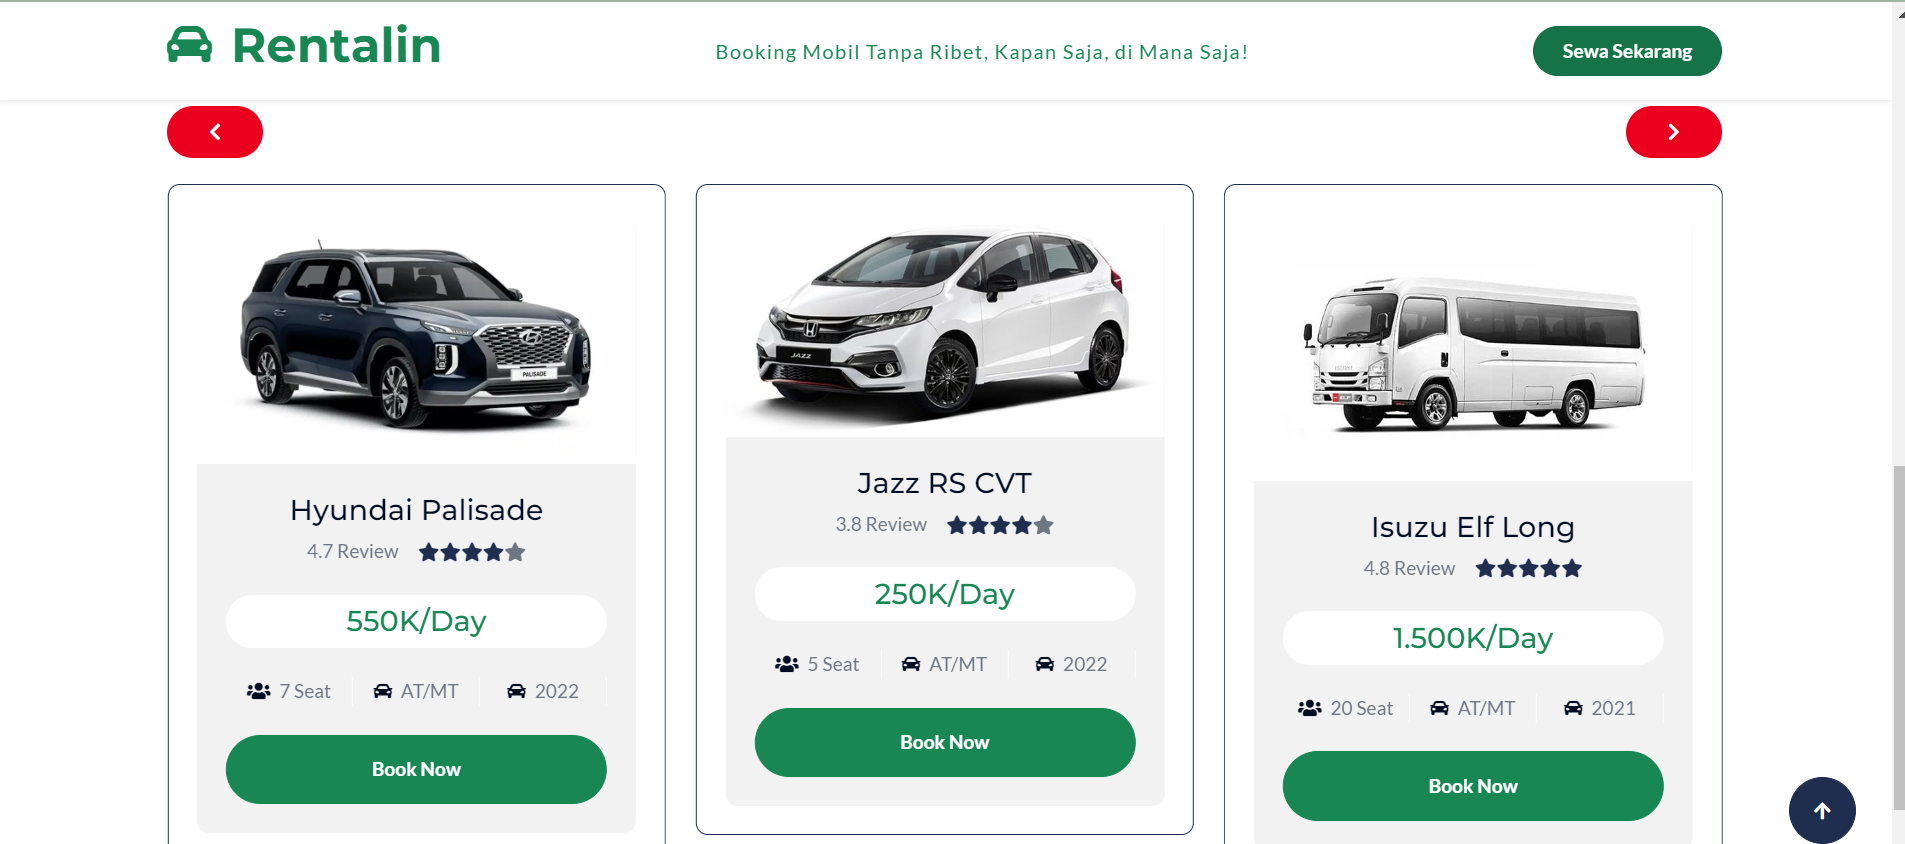 Rentalin
Booking Mobil Tanpa Ribet, Kapan Saja, di Mana Saja!
Sewa Sekarang
PALISADE
Hyundai Palisade
4.7 Review
550K/Day
7 Seat
AT/MT
2022
Book Now
JAZZ
Jazz RS CVT
3.8 Review
250K/Day
5 Seat
AT/MT
2022
Book Now
Isuzu Elf Long
4.8 Review
1.500K/Day
20 Seat
AT/MT
2021
Book Now